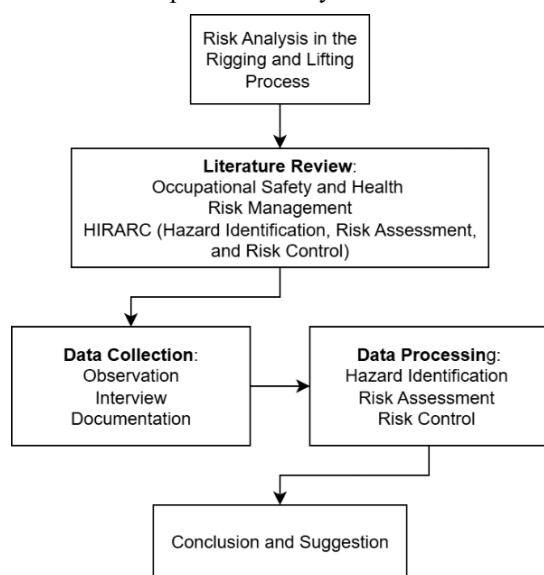 Risk Analysis in the
Rigging and Lifting
Process
Literature Review:
Occupational Safety and Health
Risk Management
HIRARC (Hazard Identification, Risk Assessment,
and Risk Control)
Data Collection:
Observation
Interview
Documentation
Data Processing:
Hazard Identification
Risk Assessment
Risk Control
Conclusion and Suggestion